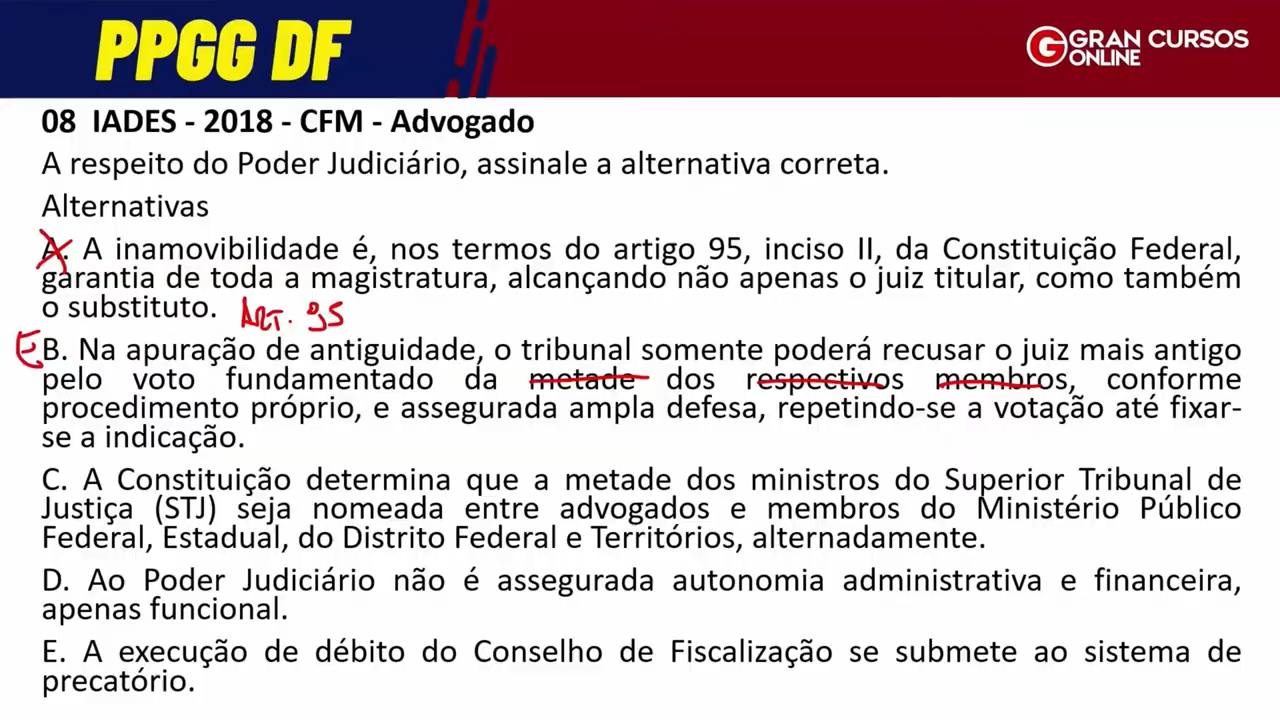 PPGG DF
GRAN CURSOS
ONLINE
08 IADES - 2018 - CFM - Advogado
A respeito do Poder Judiciário, assinale a alternativa correta.
Alternativas
A. A inamovibilidade é, nos termos do artigo 95, inciso II, da Constituição Federal,
garantia de toda a magistratura, alcançando não apenas o juiz titular, como também
o substituto. ART. 95
E B. Na apuração de antiguidade, o tribunal somente poderá recusar o juiz mais antigo
pelo voto fundamentado da metade dos respectivos membros, conforme
procedimento próprio, e assegurada ampla defesa, repetindo-se a votação até fixar-
se a indicação.
C. A Constituição determina que a metade dos ministros do Superior Tribunal de
Justiça (STJ) seja nomeada entre advogados e membros do Ministério Público
Federal, Estadual, do Distrito Federal e Territórios, alternadamente.
D. Ao Poder Judiciário não é assegurada autonomia administrativa e financeira,
apenas funcional.
E. A execução de débito do Conselho de Fiscalização se submete ao sistema de
precatório.